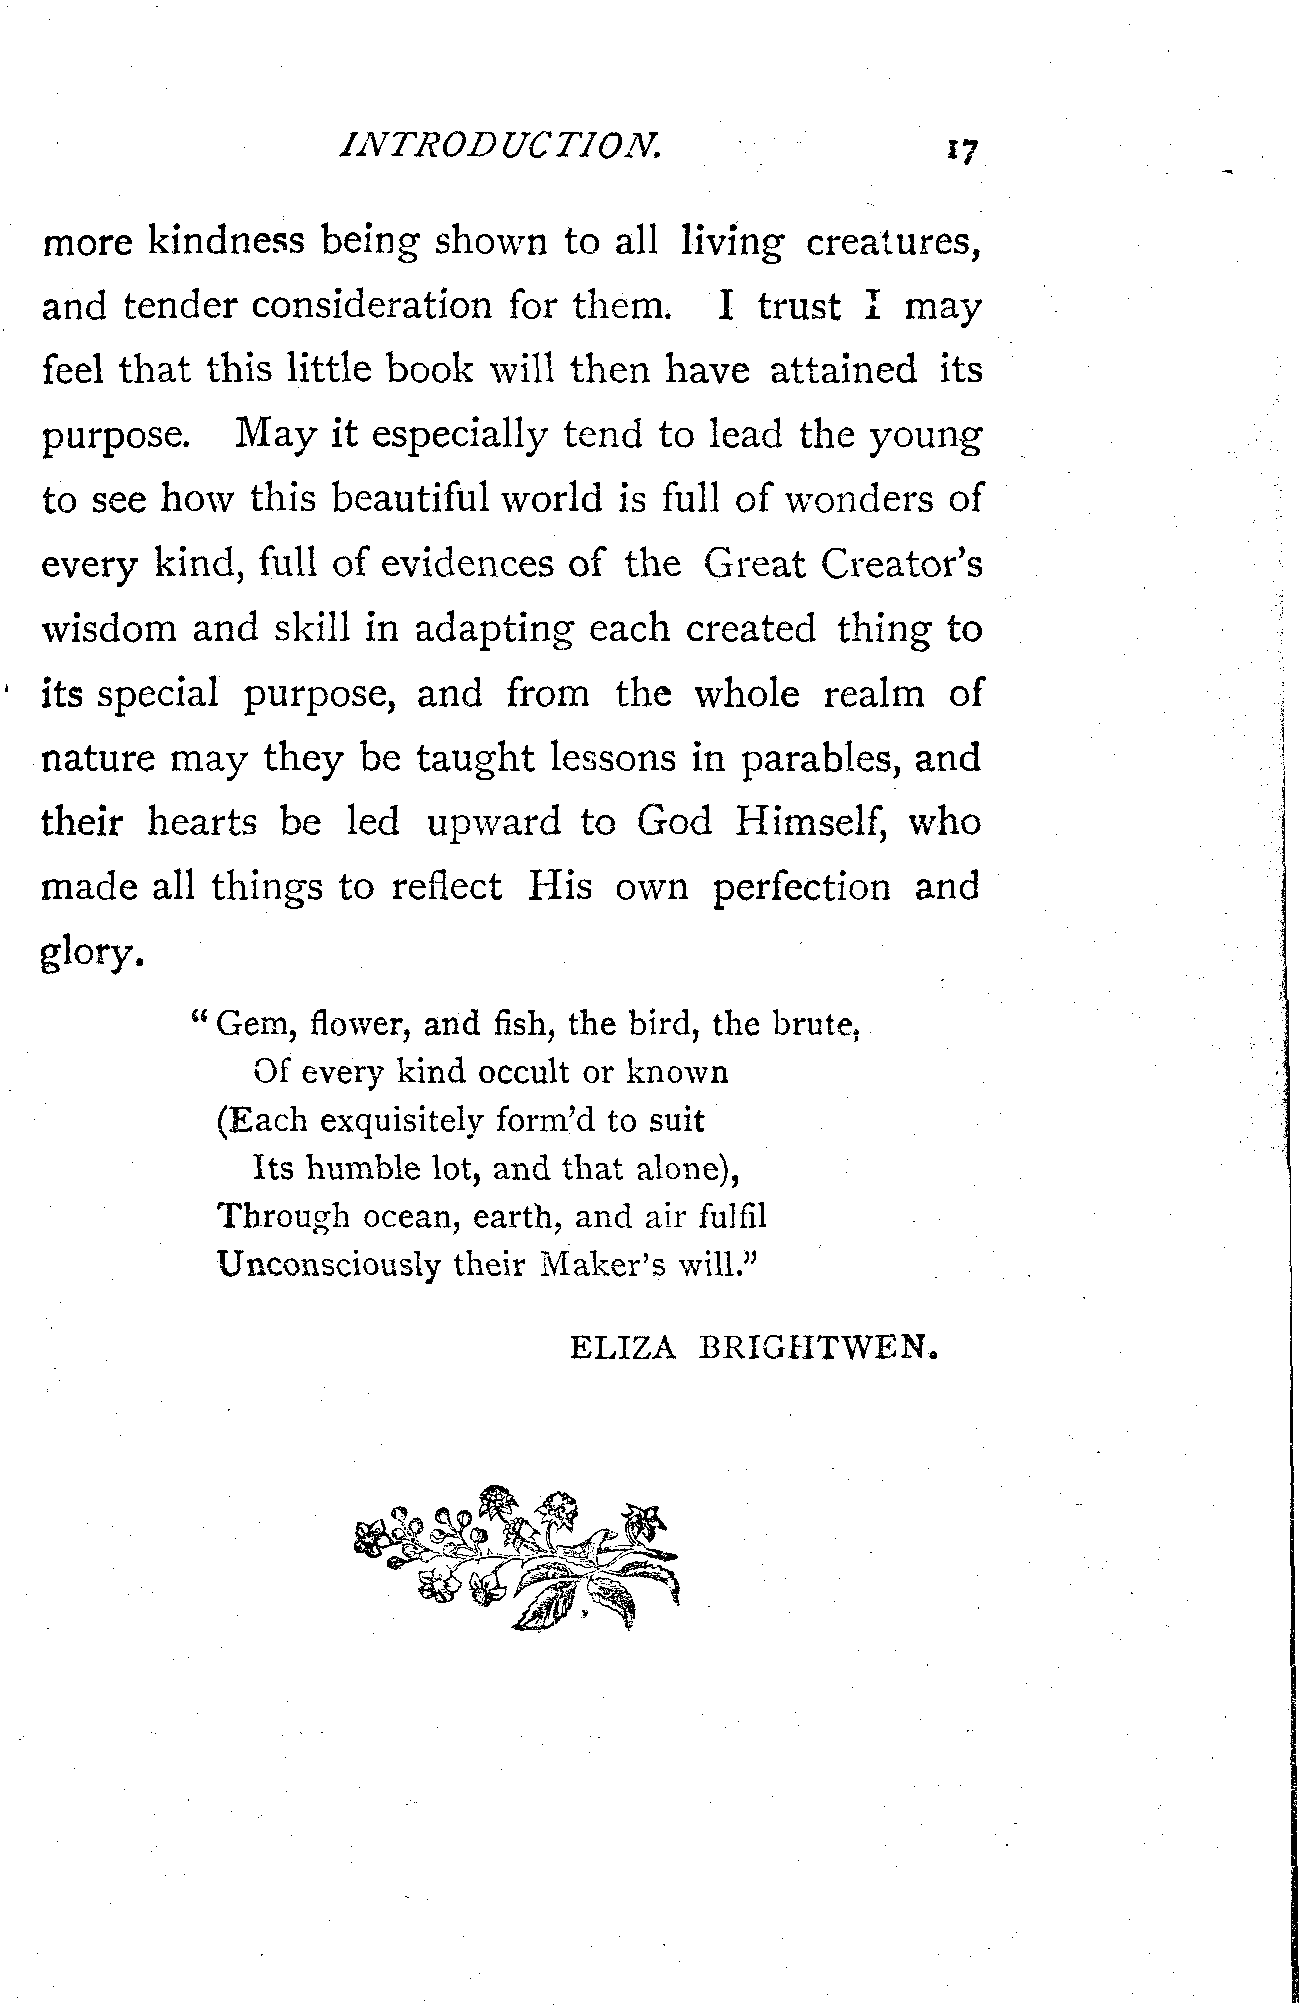 INTRODUCTION. 17
more kindness being shown to all living creatures,
and tender consideration for them. I trust I may
feel that this little book will then have attained its
purpose. May it especially tend to lead the young
to see how this beautiful world is full of wonders of
every kind, full of evidences of the Great Creator's
wisdom and skill in adapting each created thing to
its special purpose, and from the whole realm of
nature may they be taught lessons in parables, and
their hearts be led upward to God Himself, who
made all things to reflect His own perfection and
glory.
“Gem, flower, and fish, the bird, the brute,
Of every kind occult or known
(Each exquisitely form'd to suit
Its humble lot, and that alone),
Through ocean, earth, and air fulfil
Unconsciously their Maker's will.”
ELIZA BRIGHTWEN.